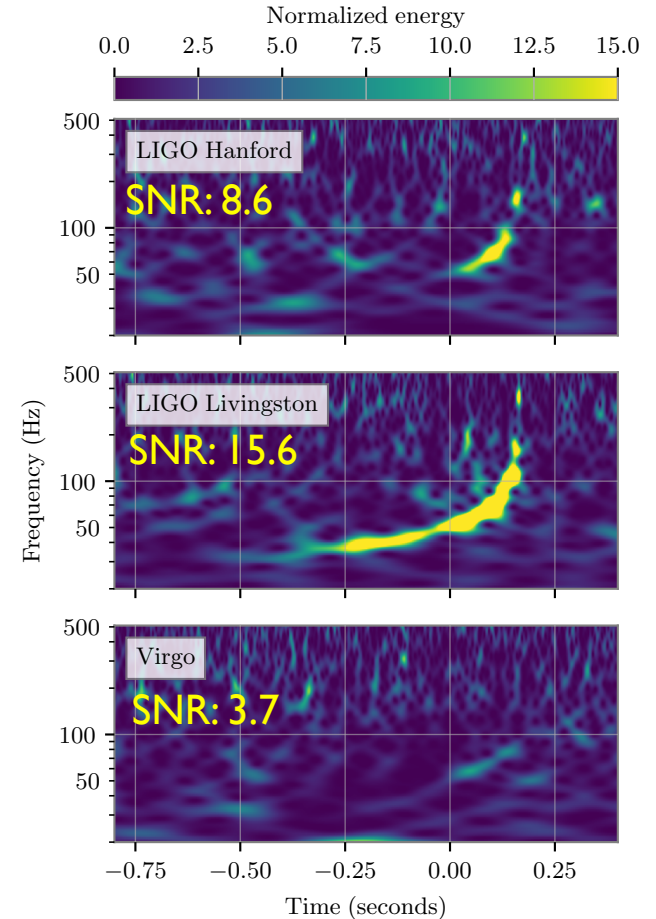 Normalized energy
0.0 2.5 5.0 7.5 10.0 12.5 15.0
500
LIGO Hanford
SNR: 8.6
100
50
500
LIGO Livingston
SNR: 15.6
100
50
Frequency (Hz)
500
Virgo
SNR: 3.7
100
50
−0.75 −0.50 −0.25 0.00 0.25
Time (seconds)